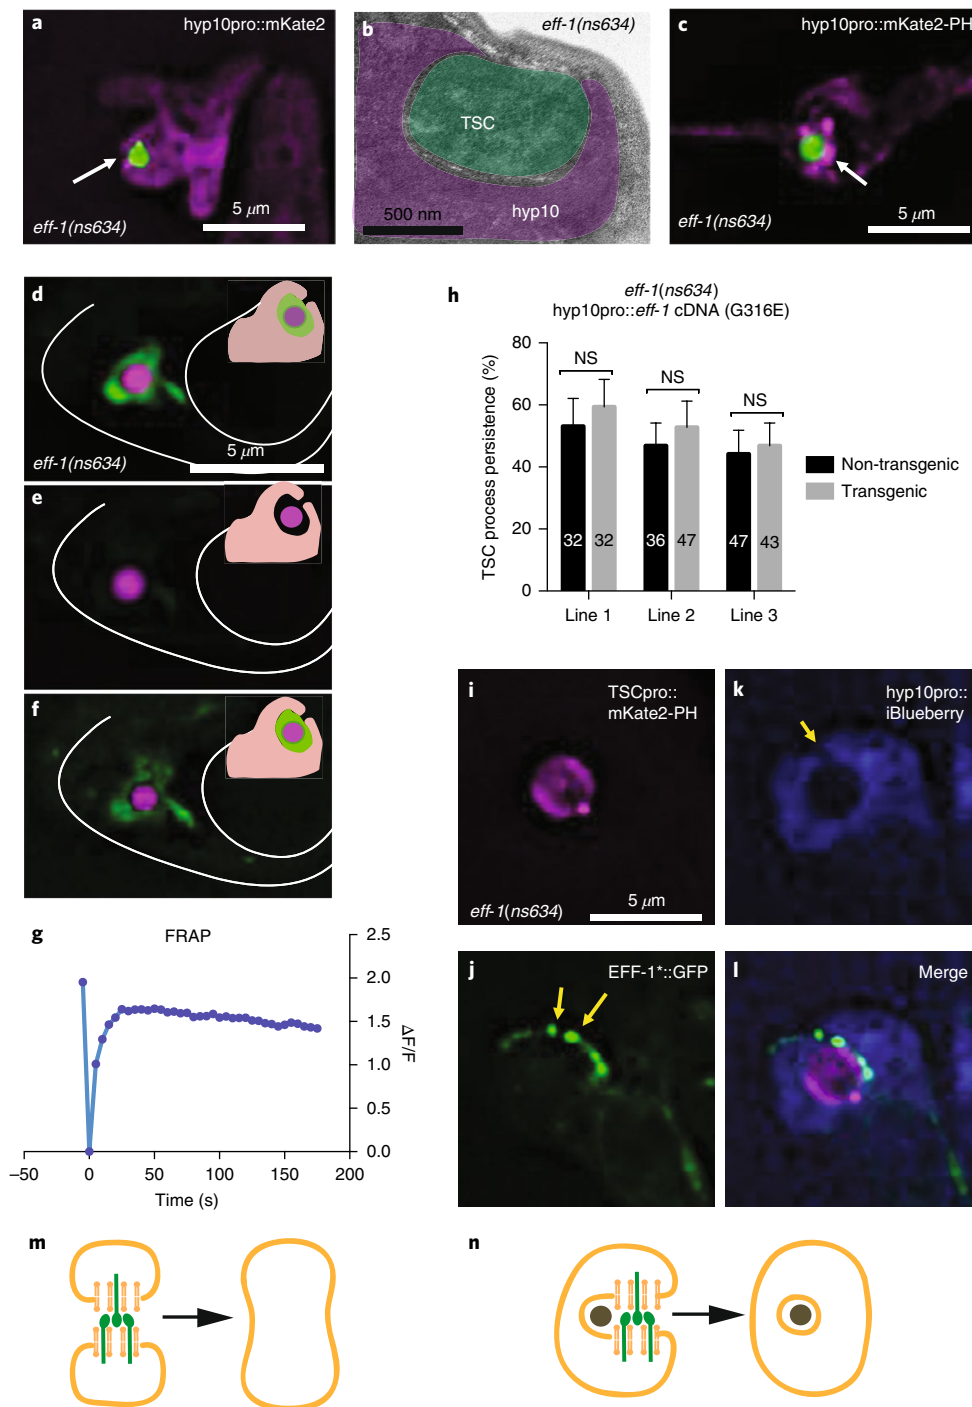 a
hyp10pro::mKate2
eff-1(ns634)
5 μm
b
eff-1(ns634)
TSC
hyp10
500 nm
c
hyp10pro::mKate2-PH
eff-1(ns634)
5 μm
d
eff-1(ns634)
5 μm
e
f
g
FRAP
2.5
2.0
1.5
1.0
0.5
0.0
ΔF/F
–50
0
50
100
150
200
Time (s)
h
eff-1(ns634)
hyp10pro::eff-1 cDNA (G316E)
TSC process persistence (%)
80
60
40
20
0
NS
NS
NS
32
32
36
47
47
43
Line 1
Line 2
Line 3
Non-transgenic
Transgenic
i
TSCpro::
mKate2-PH
eff-1(ns634)
5 μm
k
hyp10pro::
iBlueberry
j
EFF-1*::GFP
l
Merge
m
n